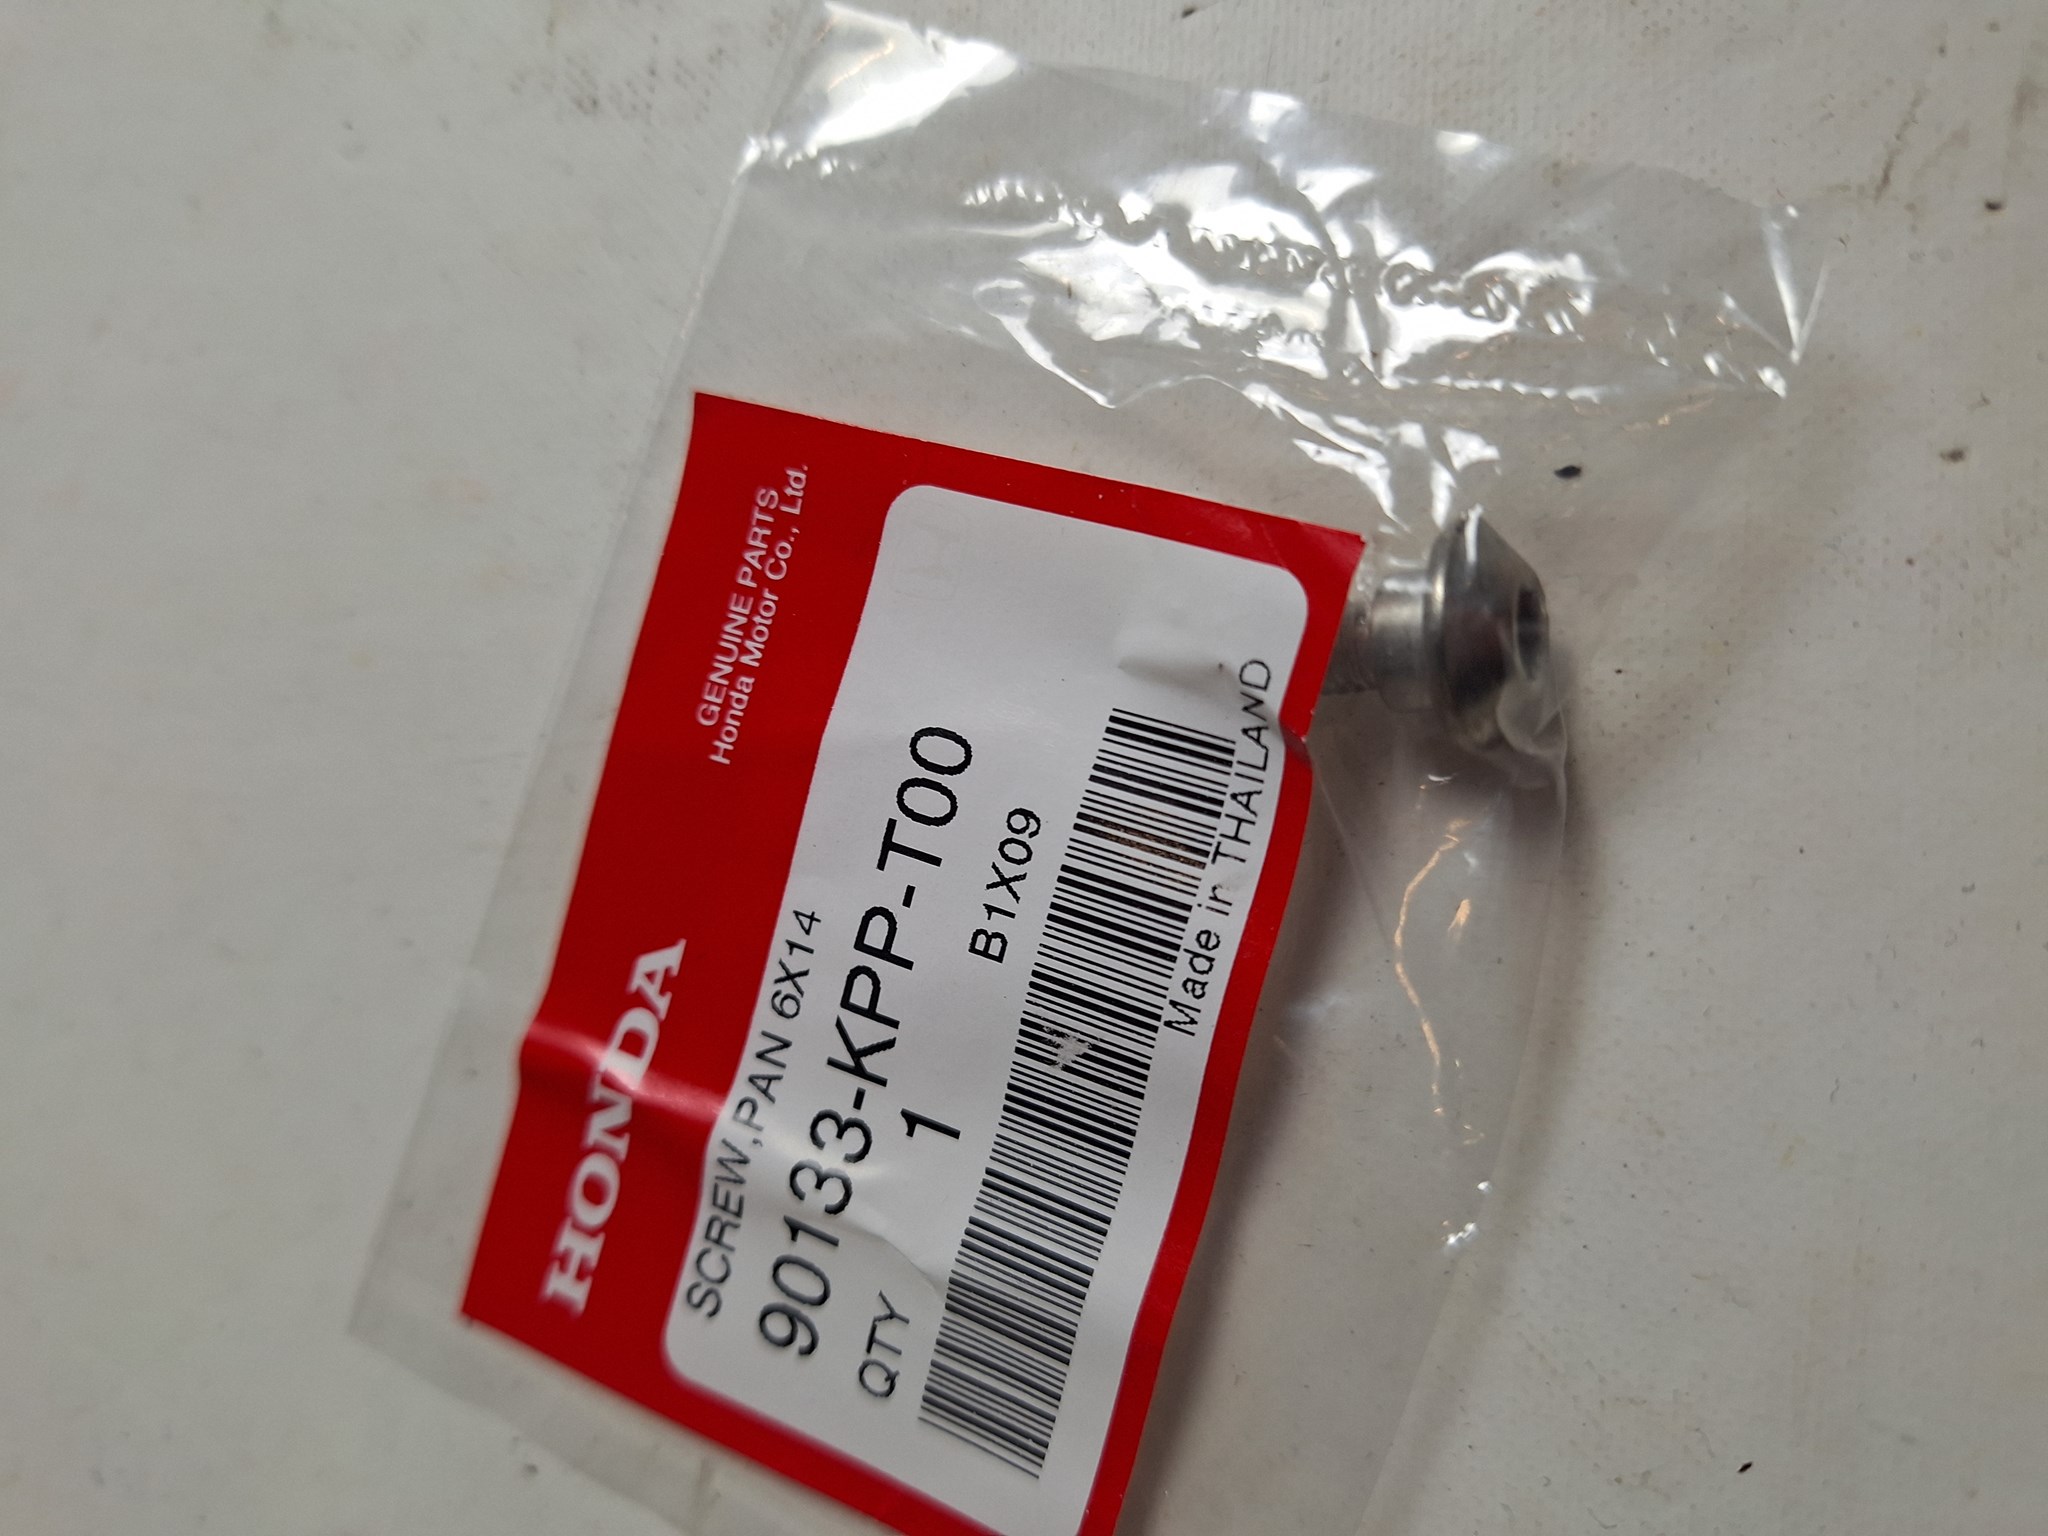 HONDA
GENUINE PARTS
Honda Motor Co., Ltd.
SCREW,PAN 6X14
90133-KPP-T00
QTY 1 B1X09
Made in THAILAND